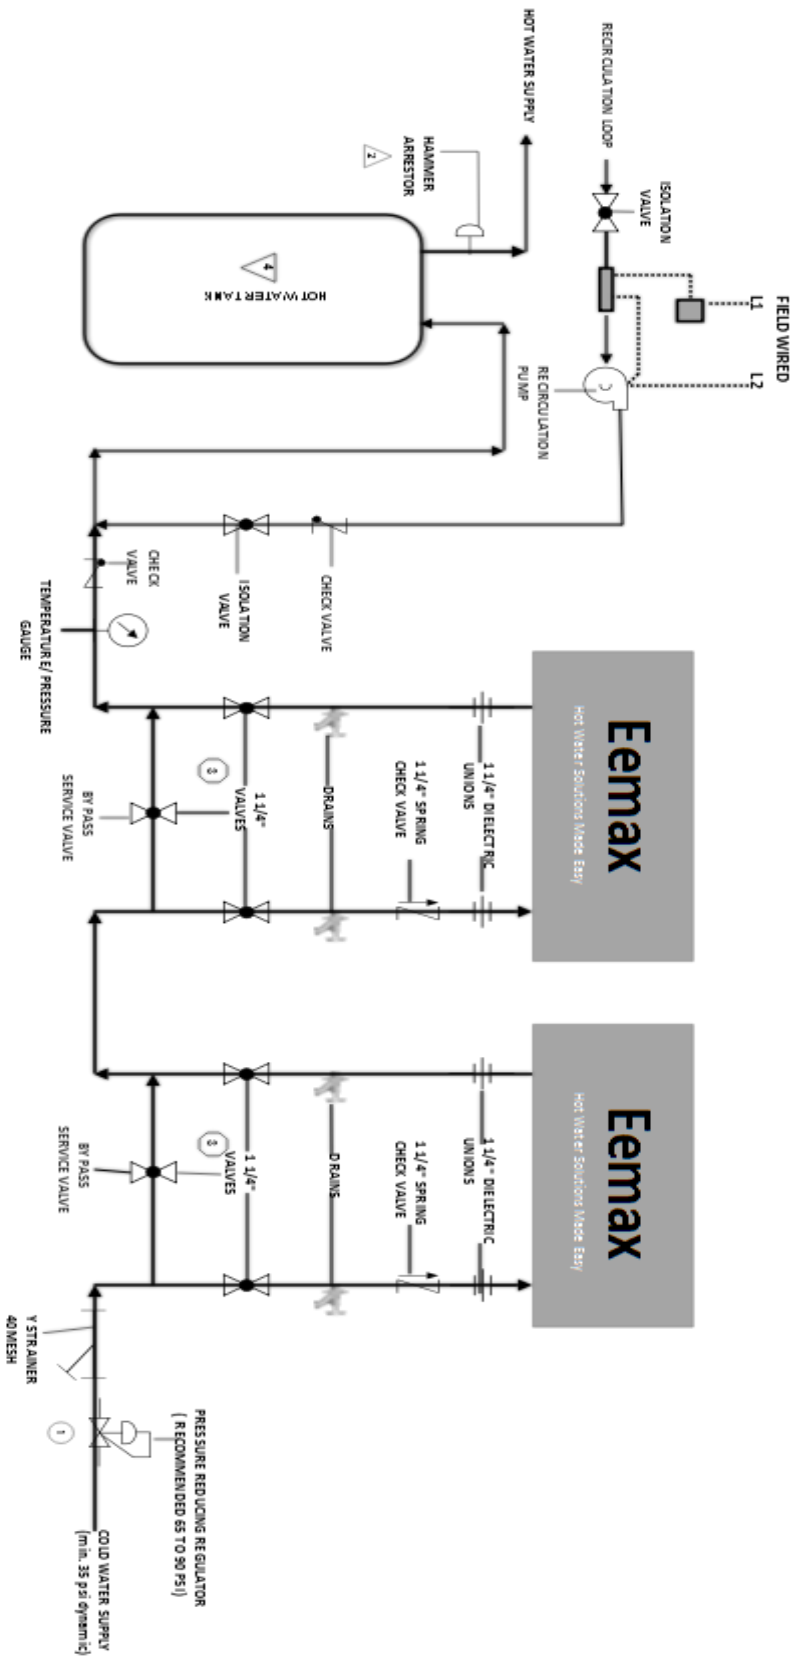 FIELD WIRED
L1
L2
RECIRCULATION LOOP
ISOLATION
VALVE
HOT WATER SUPPLY
HAMMER
ARRESTOR
2
4
HOT WATER TANK
RECIRCULATION
PUMP
CHECK
VALVE
TEMPERATURE/ PRESSURE
GAUGE
ISOLATION
VALVE
CHECK VALVE
Eemax
Hot Water Solutions Made Easy
1 1/4" DIELECTRIC
UNIONS
1 1/4" SPRING
CHECK VALVE
DRAINS
1 1/4"
VALVES
3
BY PASS
SERVICE VALVE
Eemax
Hot Water Solutions Made Easy
1 1/4" DIELECTRIC
UNIONS
1 1/4" SPRING
CHECK VALVE
DRAINS
1 1/4"
VALVES
3
BY PASS
SERVICE VALVE
Y STRAINER
40MESH
1
PRESSURE REDUCING REGULATOR
( RECOMMENDED 65 TO 90 PSI)
COLD WATER SUPPLY
(min. 35 psi dynamic)